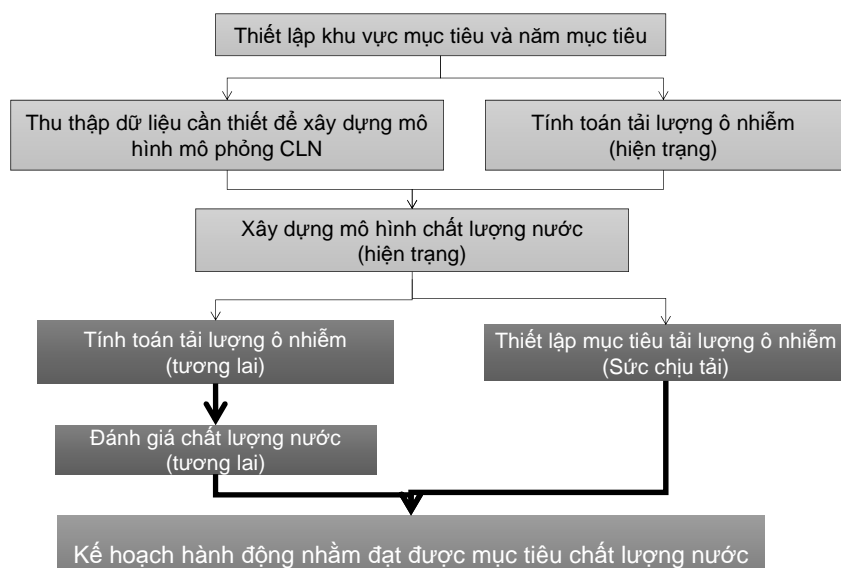 Thiết lập khu vực mục tiêu và năm mục tiêu
Thu thập dữ liệu cần thiết để xây dựng mô
hình mô phỏng CLN
Tính toán tải lượng ô nhiễm
(hiện trạng)
Xây dựng mô hình chất lượng nước
(hiện trạng)
Tính toán tải lượng ô nhiễm
(tương lai)
Thiết lập mục tiêu tải lượng ô nhiễm
(Sức chịu tải)
Đánh giá chất lượng nước
(tương lai)
Kế hoạch hành động nhằm đạt được mục tiêu chất lượng nước